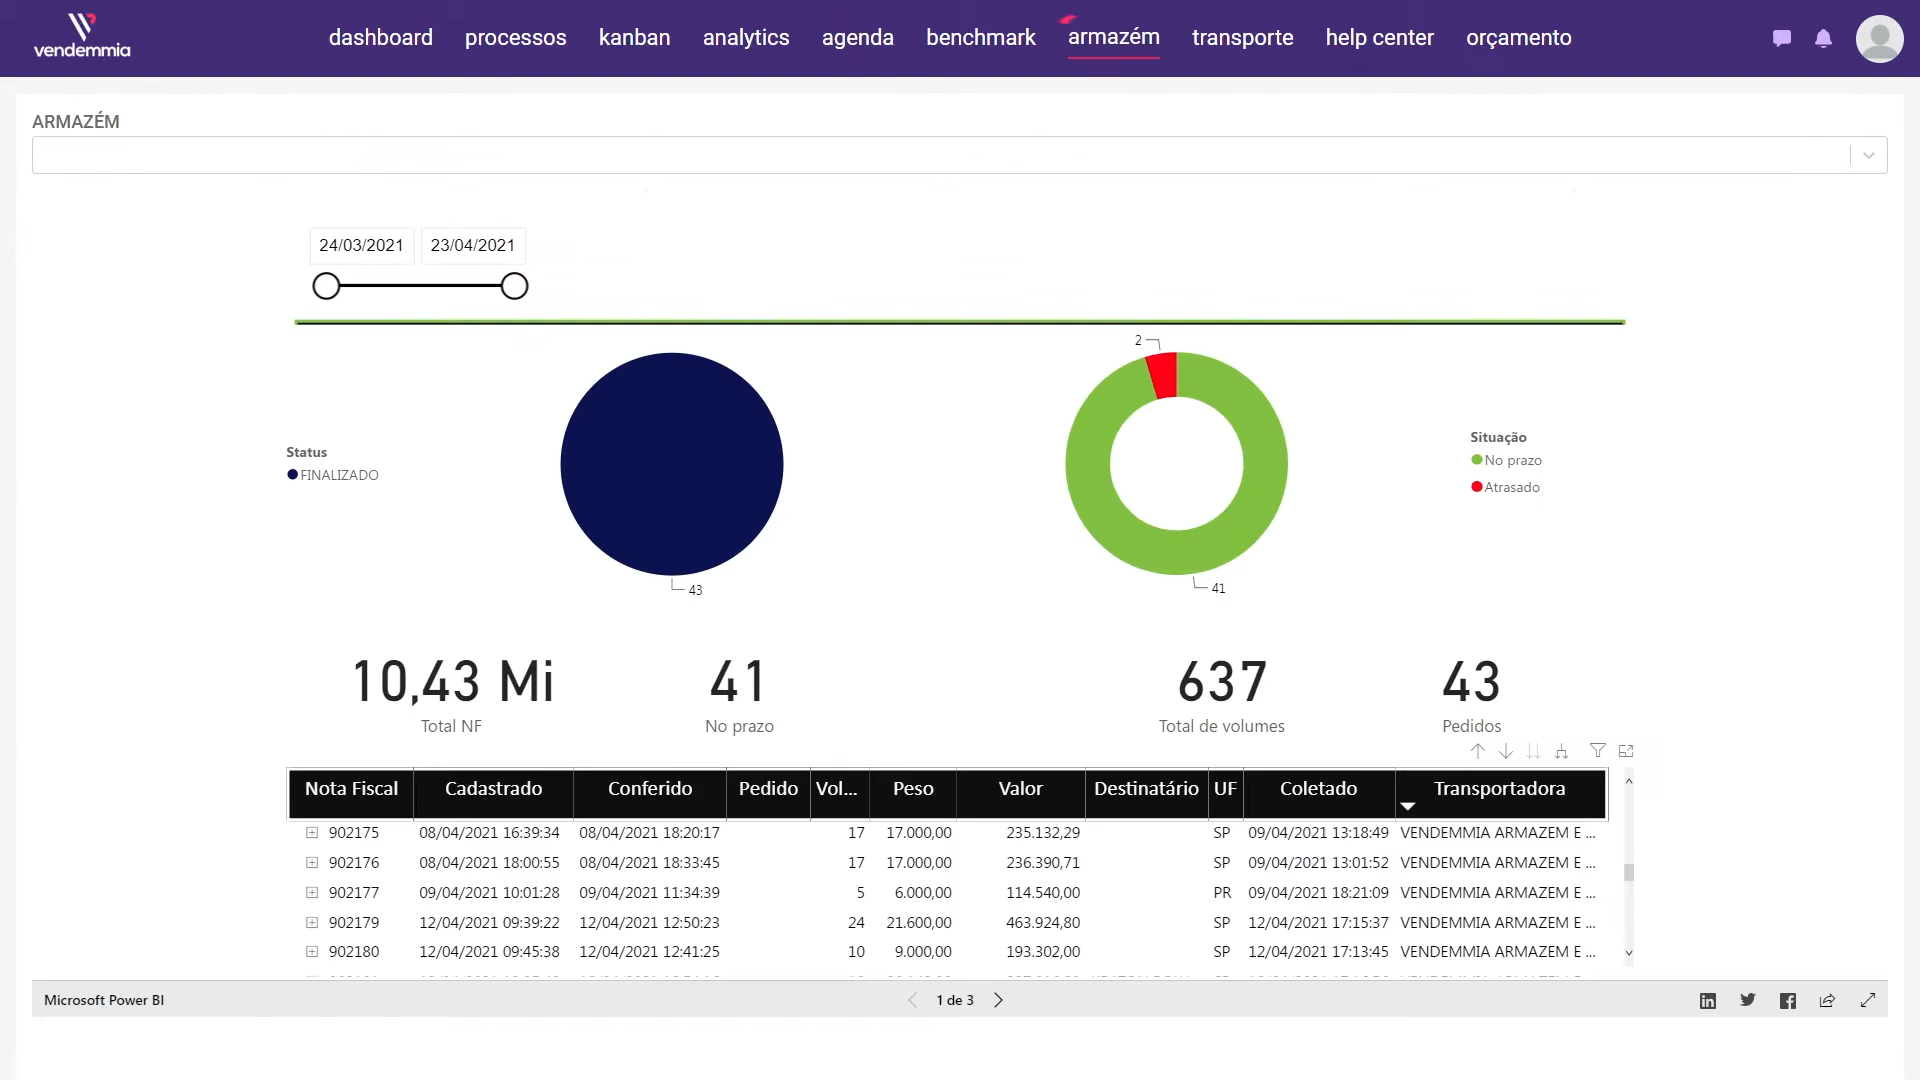 vendemmia
dashboard processos kanban analytics agenda benchmark armazém transporte help center orçamento
ARMAZÉM
24/03/2021 23/04/2021
2
Status
FINALIZADO
Situação
No prazo
Atrasado
43
41
10,43 Mi 41 637 43
Total NF No prazo Total de volumes Pedidos
Nota Fiscal Cadastrado Conferido Pedido Vol... Peso Valor Destinatário UF Coletado Transportadora
902175 08/04/2021 16:39:34 08/04/2021 18:20:17 17 17.000,00 235.132,29 SP 09/04/2021 13:18:49 VENDEMMIA ARMAZEM E ...
902176 08/04/2021 18:00:55 08/04/2021 18:33:45 17 17.000,00 236.390,71 SP 09/04/2021 13:01:52 VENDEMMIA ARMAZEM E ...
902177 09/04/2021 10:01:28 09/04/2021 11:34:39 5 6.000,00 114.540,00 PR 09/04/2021 18:21:09 VENDEMMIA ARMAZEM E ...
902179 12/04/2021 09:39:22 12/04/2021 12:50:23 24 21.600,00 463.924,80 SP 12/04/2021 17:15:37 VENDEMMIA ARMAZEM E ...
902180 12/04/2021 09:45:38 12/04/2021 12:41:25 10 9.000,00 193.302,00 SP 12/04/2021 17:13:45 VENDEMMIA ARMAZEM E ...
Microsoft Power BI 1 de 3